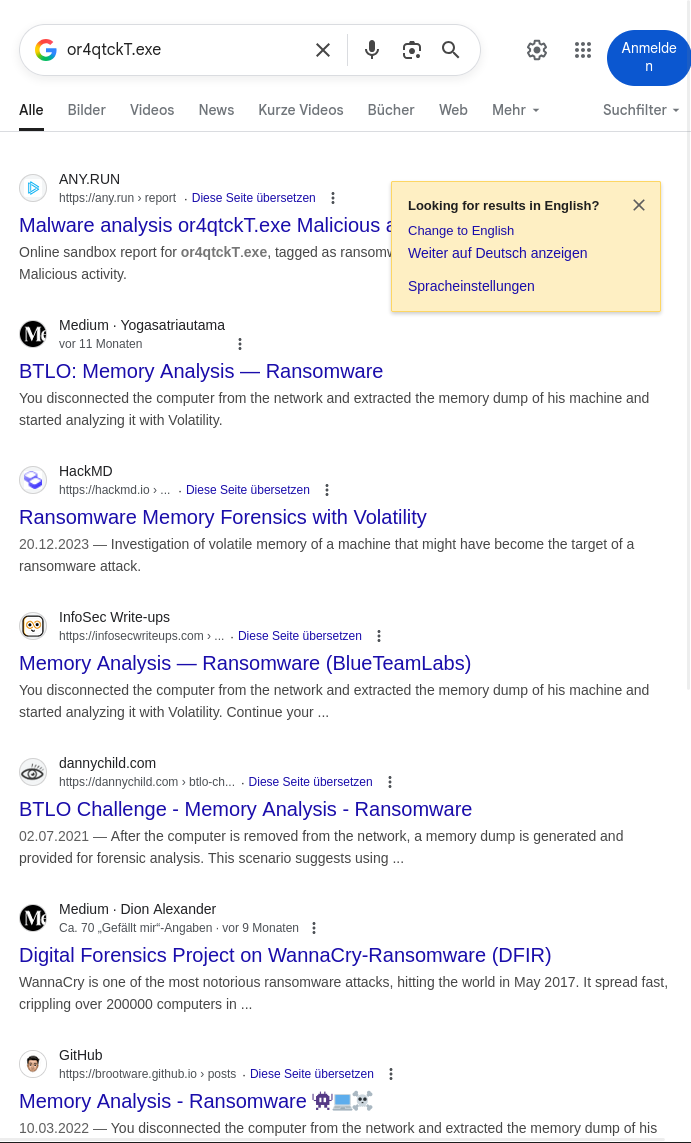 or4qtckT.exe
Anmelde
n
Alle Bilder Videos News Kurze Videos Bücher Web Mehr Suchfilter
ANY.RUN
https://any.run › report · Diese Seite übersetzen
Malware analysis or4qtckT.exe Malicious
Online sandbox report for or4qtckT.exe, tagged as
Malicious activity.
Looking for results in English?
Change to English
Weiter auf Deutsch anzeigen
Spracheinstellungen
Medium · Yogasatriautama
vor 11 Monaten
BTLO: Memory Analysis — Ransomware
You disconnected the computer from the network and extracted the memory dump of his machine and
started analyzing it with Volatility.
HackMD
https://hackmd.io › ... · Diese Seite übersetzen
Ransomware Memory Forensics with Volatility
20.12.2023 — Investigation of volatile memory of a machine that might have become the target of a
ransomware attack.
InfoSec Write-ups
https://infosecwriteups.com › ... · Diese Seite übersetzen
Memory Analysis — Ransomware (BlueTeamLabs)
You disconnected the computer from the network and extracted the memory dump of his machine and
started analyzing it with Volatility. Continue your ...
dannychild.com
https://dannychild.com › btlo-ch... · Diese Seite übersetzen
BTLO Challenge - Memory Analysis - Ransomware
02.07.2021 — After the computer is removed from the network, a memory dump is generated and
provided for forensic analysis. This scenario suggests using ...
Medium · Dion Alexander
Ca. 70 „Gefällt mir“-Angaben · vor 9 Monaten
Digital Forensics Project on WannaCry-Ransomware (DFIR)
WannaCry is one of the most notorious ransomware attacks, hitting the world in May 2017. It spread fast,
crippling over 200000 computers in ...
GitHub
https://brootware.github.io › posts · Diese Seite übersetzen
Memory Analysis - Ransomware 👾💻☠️
10.03.2022 — You disconnected the computer from the network and extracted the memory dump of his